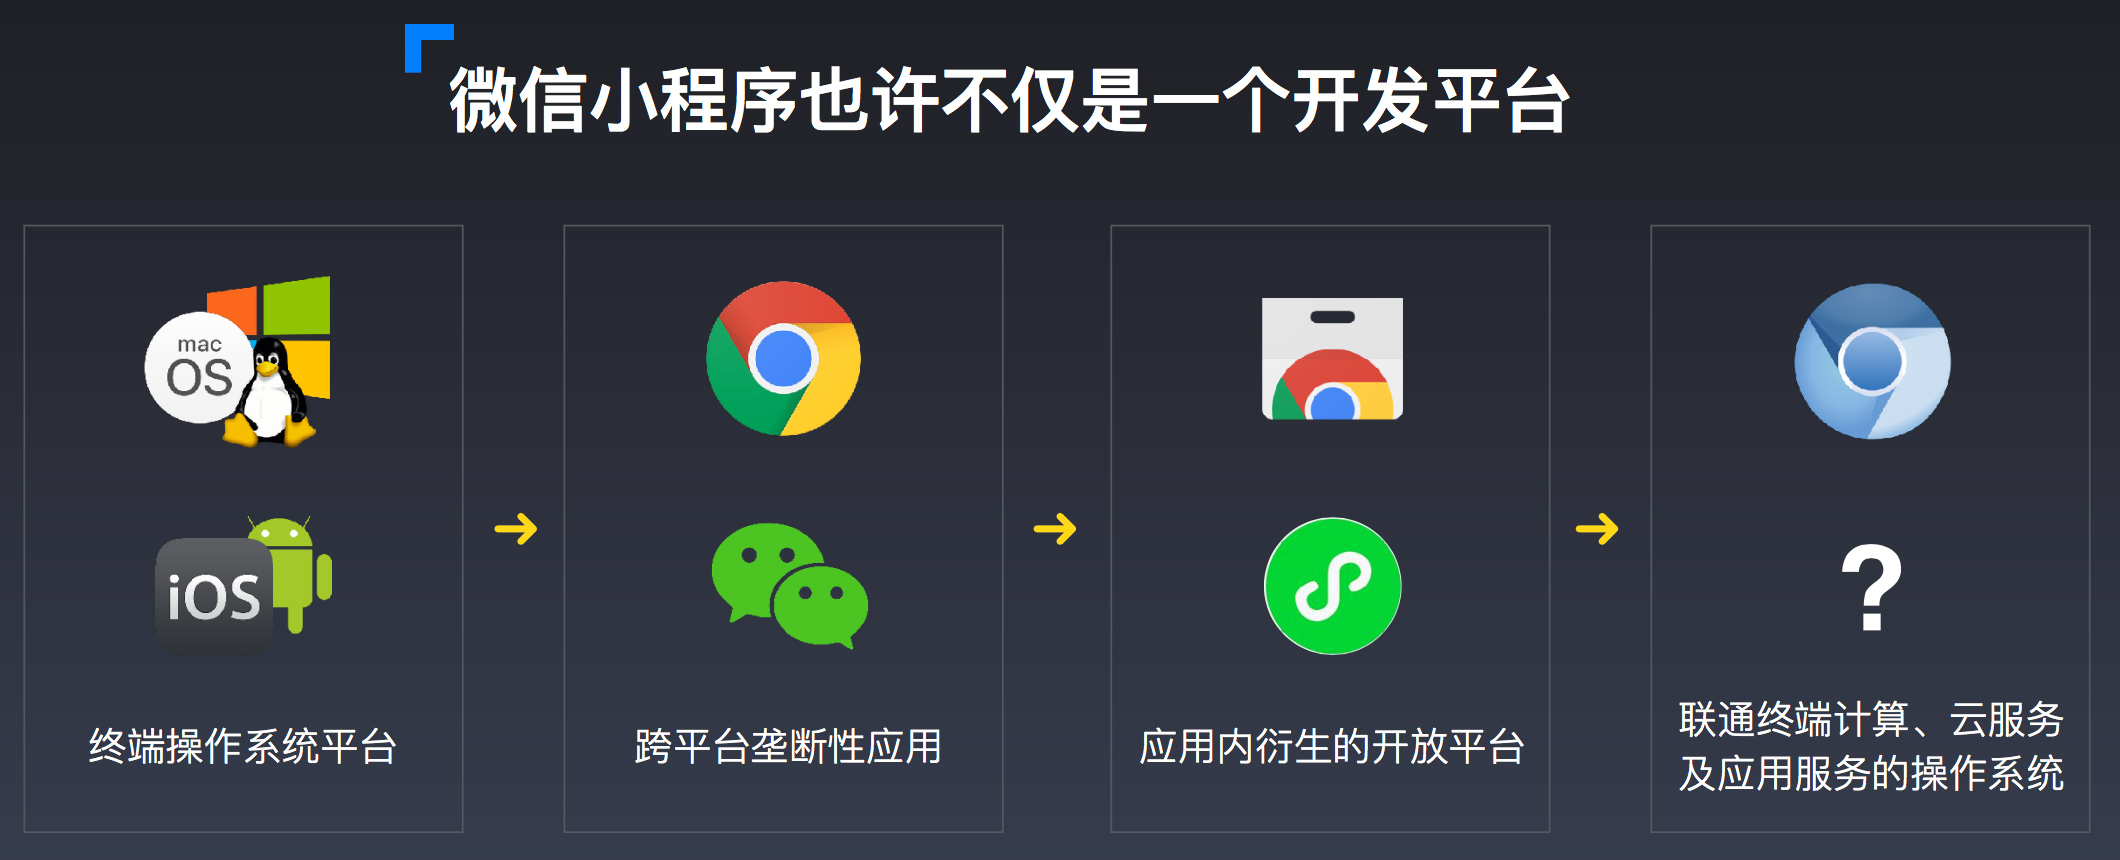 微信小程序也许不仅是一个开发平台
mac
OS
iOS
终端操作系统平台
跨平台垄断性应用
应用内衍生的开放平台
?
联通终端计算、云服务
及应用服务的操作系统